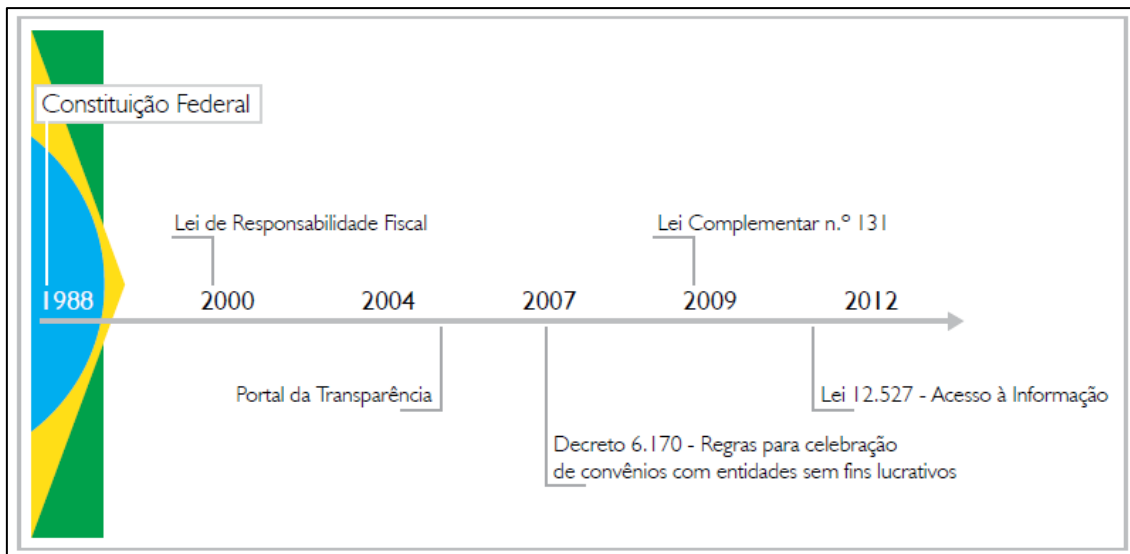 Constituição Federal
Lei de Responsabilidade Fiscal
Lei Complementar n.º 131
1988
2000
2004
2007
2009
2012
Portal da Transparência
Lei 12.527 - Acesso à Informação
Decreto 6.170 - Regras para celebração
de convênios com entidades sem fins lucrativos